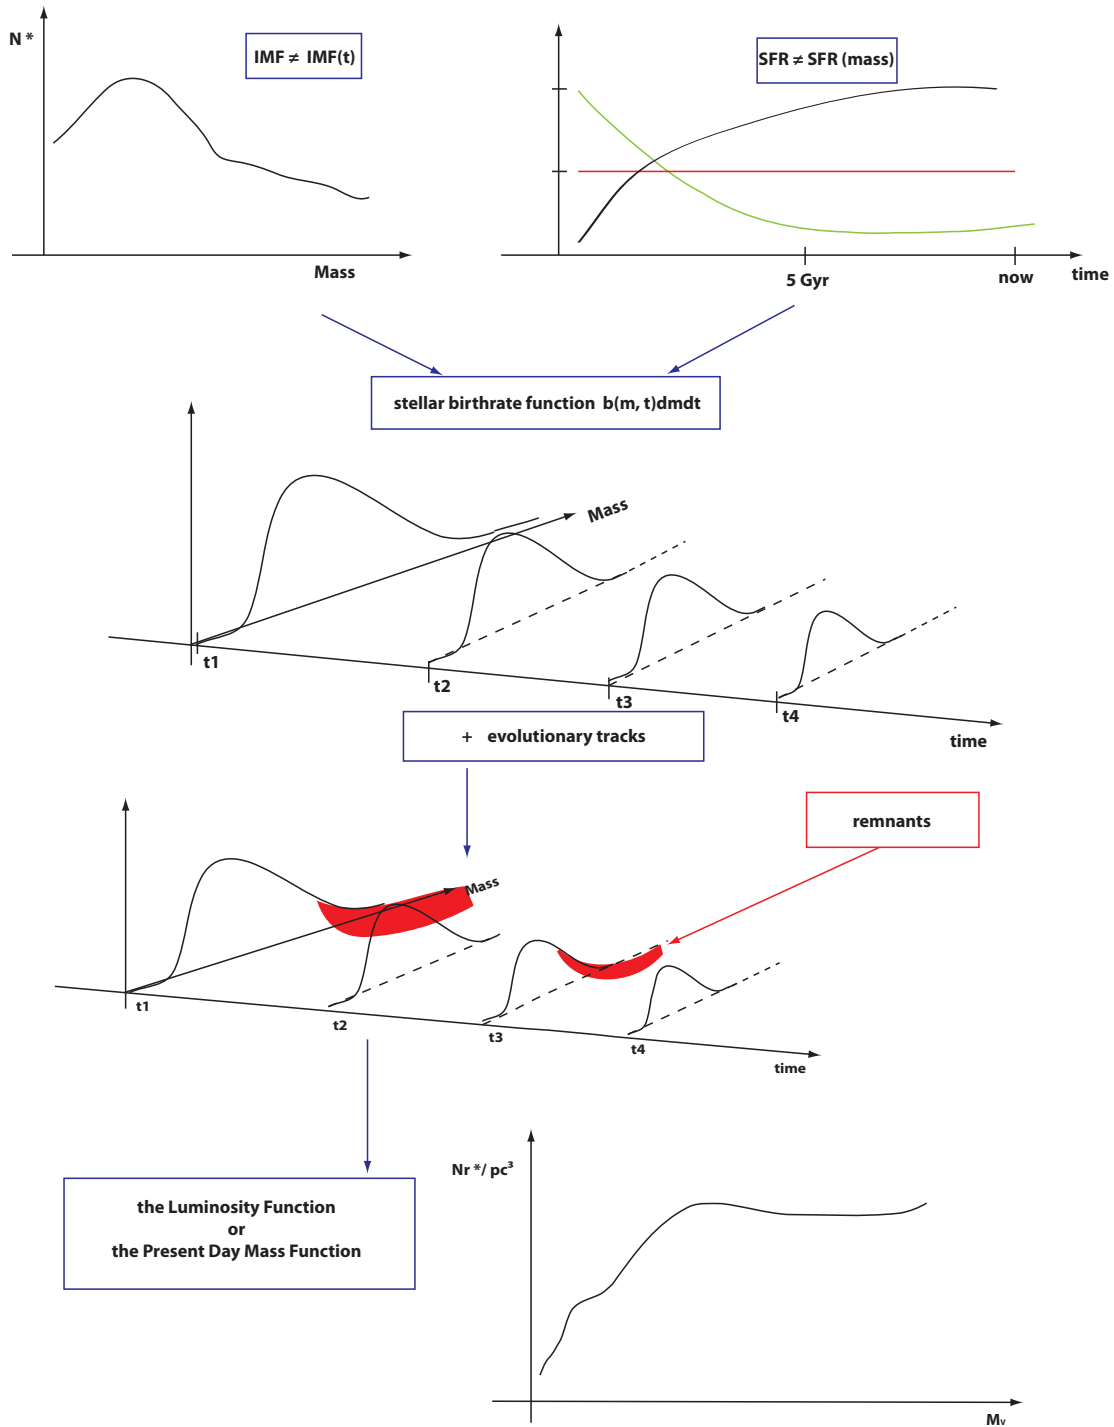 N *
IMF ≠ IMF(t)
Mass
SFR ≠ SFR (mass)
5 Gyr
now
time
stellar birthrate function b(m, t)dmdt
Mass
t1
t2
t3
t4
time
+ evolutionary tracks
remnants
Mass
t1
t2
t3
t4
time
Nr */ pc³
the Luminosity Function
or
the Present Day Mass Function
Mv